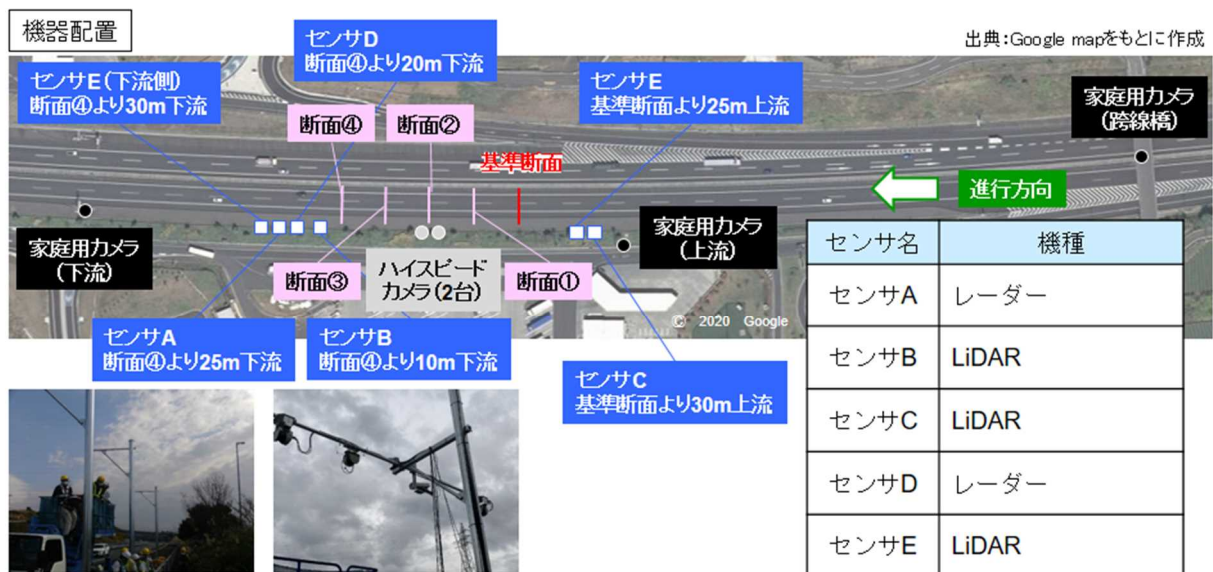 機器配置
出典:Google mapをもとに作成
センサD
断面④より20m下流
センサE(下流側)
断面④より30m下流
センサE
基準断面より25m上流
家庭用カメラ
(跨線橋)
断面④
断面②
基準断面
進行方向
家庭用カメラ
(下流)
家庭用カメラ
(上流)
断面③
ハイスピード
カメラ(2台)
断面①
© 2020 Google
センサA
断面④より25m下流
センサB
断面④より10m下流
センサC
基準断面より30m上流
センサ名 機種
センサA レーダー
センサB LiDAR
センサC LiDAR
センサD レーダー
センサE LiDAR